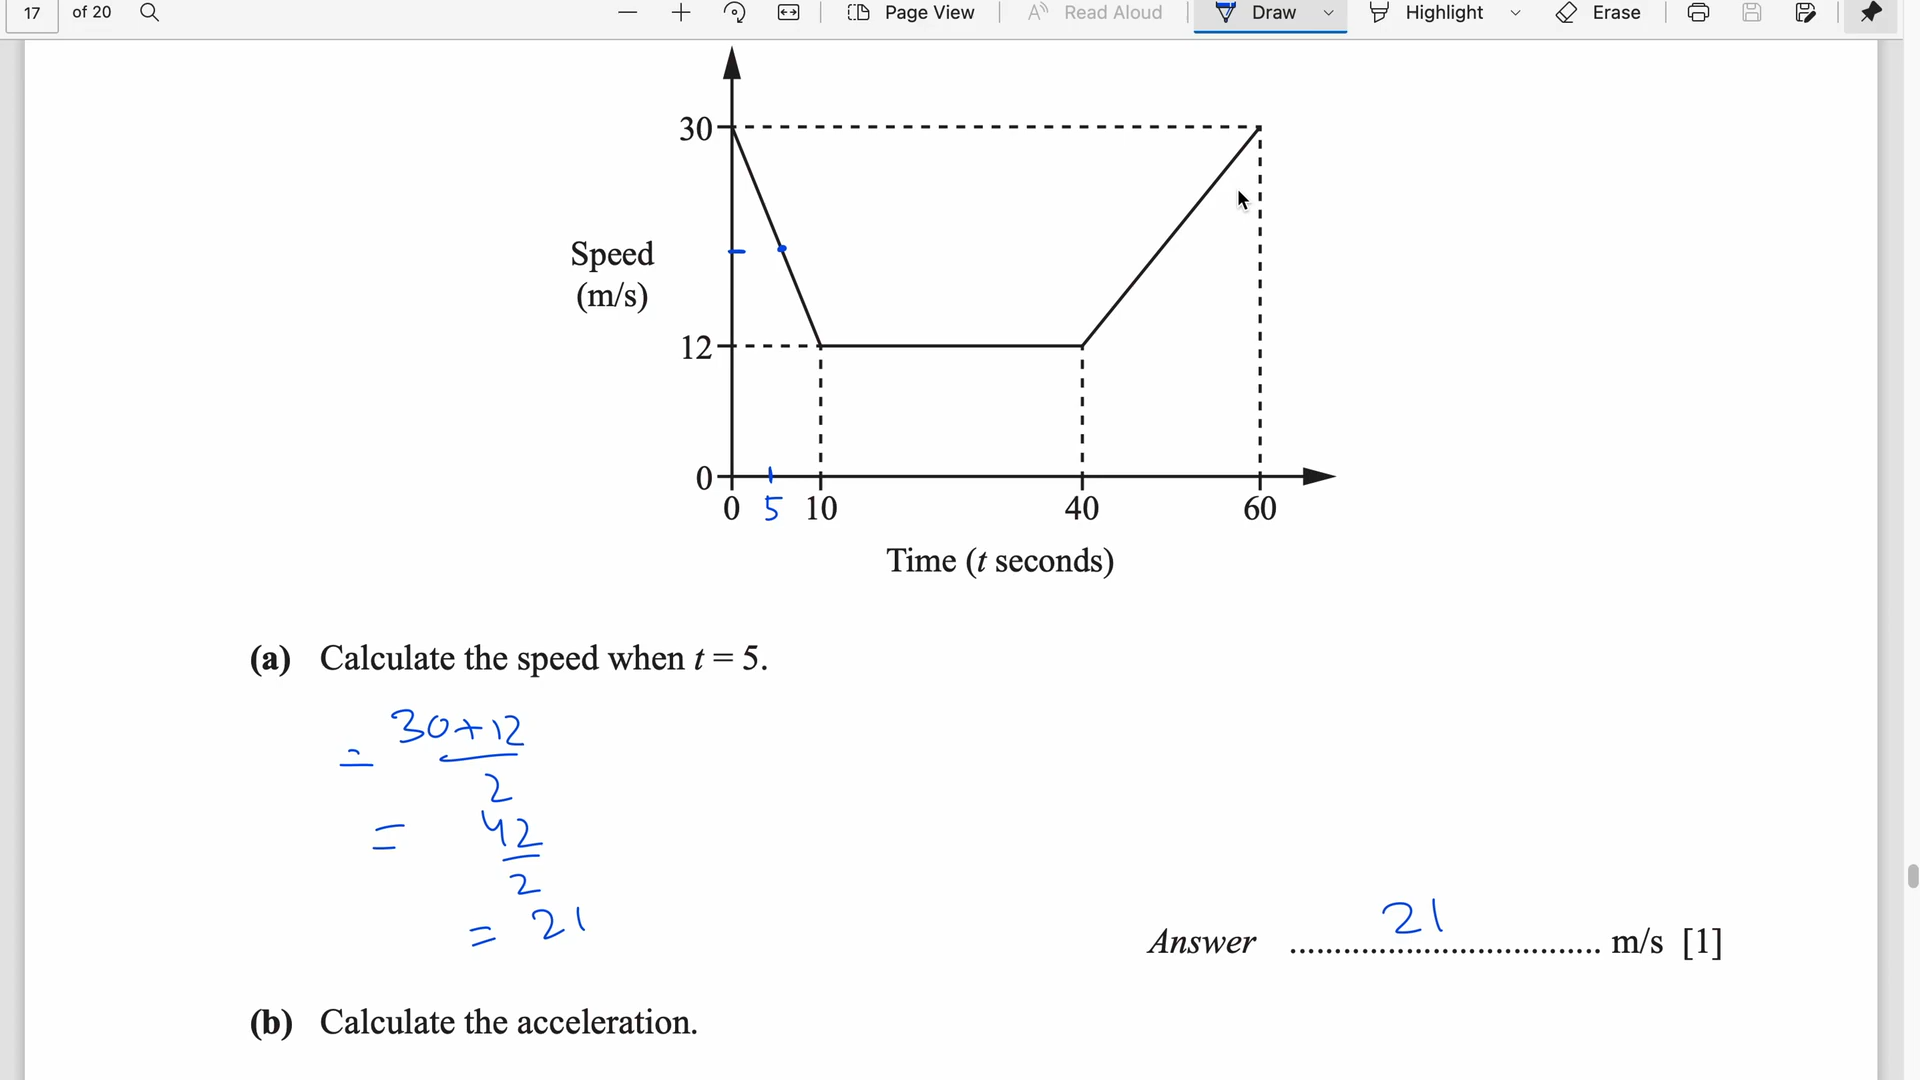 17 of 20 Page View Read Aloud Draw Highlight Erase
30
Speed
(m/s)
12
0
0 5 10 40 60
Time (t seconds)
(a) Calculate the speed when t = 5.
= 30+12
2
= 42
2
= 21
21
Answer .................................. m/s [1]
(b) Calculate the acceleration.